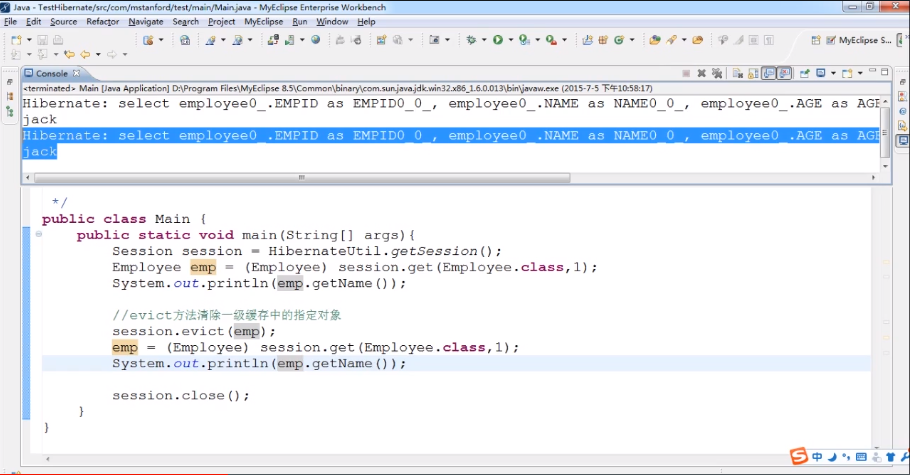 Java - TestHibernate/src/com/mstanford/test/main/Main.java - MyEclipse Enterprise Workbench
File Edit Source Refactor Navigate Search Project MyEclipse Run Window Help
MyEclipse S...
Console
<terminated> Main [Java Application] D:\Program Files\MyEclipse 8.5\Common\binary\com.sun.java.jdk.win32.x86_1.6.0.013\bin\javaw.exe (2015-7-5 下午10:58:17)
Hibernate: select employee0_.EMPID as EMPID0_0_, employee0_.NAME as NAME0_0_, employee0_.AGE as AGE
jack
Hibernate: select employee0_.EMPID as EMPID0_0_, employee0_.NAME as NAME0_0_, employee0_.AGE as AGE
jack
*/
public class Main {
public static void main(String[] args){
Session session = HibernateUtil.getSession();
Employee emp = (Employee) session.get(Employee.class,1);
System.out.println(emp.getName());
//evict方法清除一级缓存中的指定对象
session.evict(emp);
emp = (Employee) session.get(Employee.class,1);
System.out.println(emp.getName());
session.close();
}
}
S 中